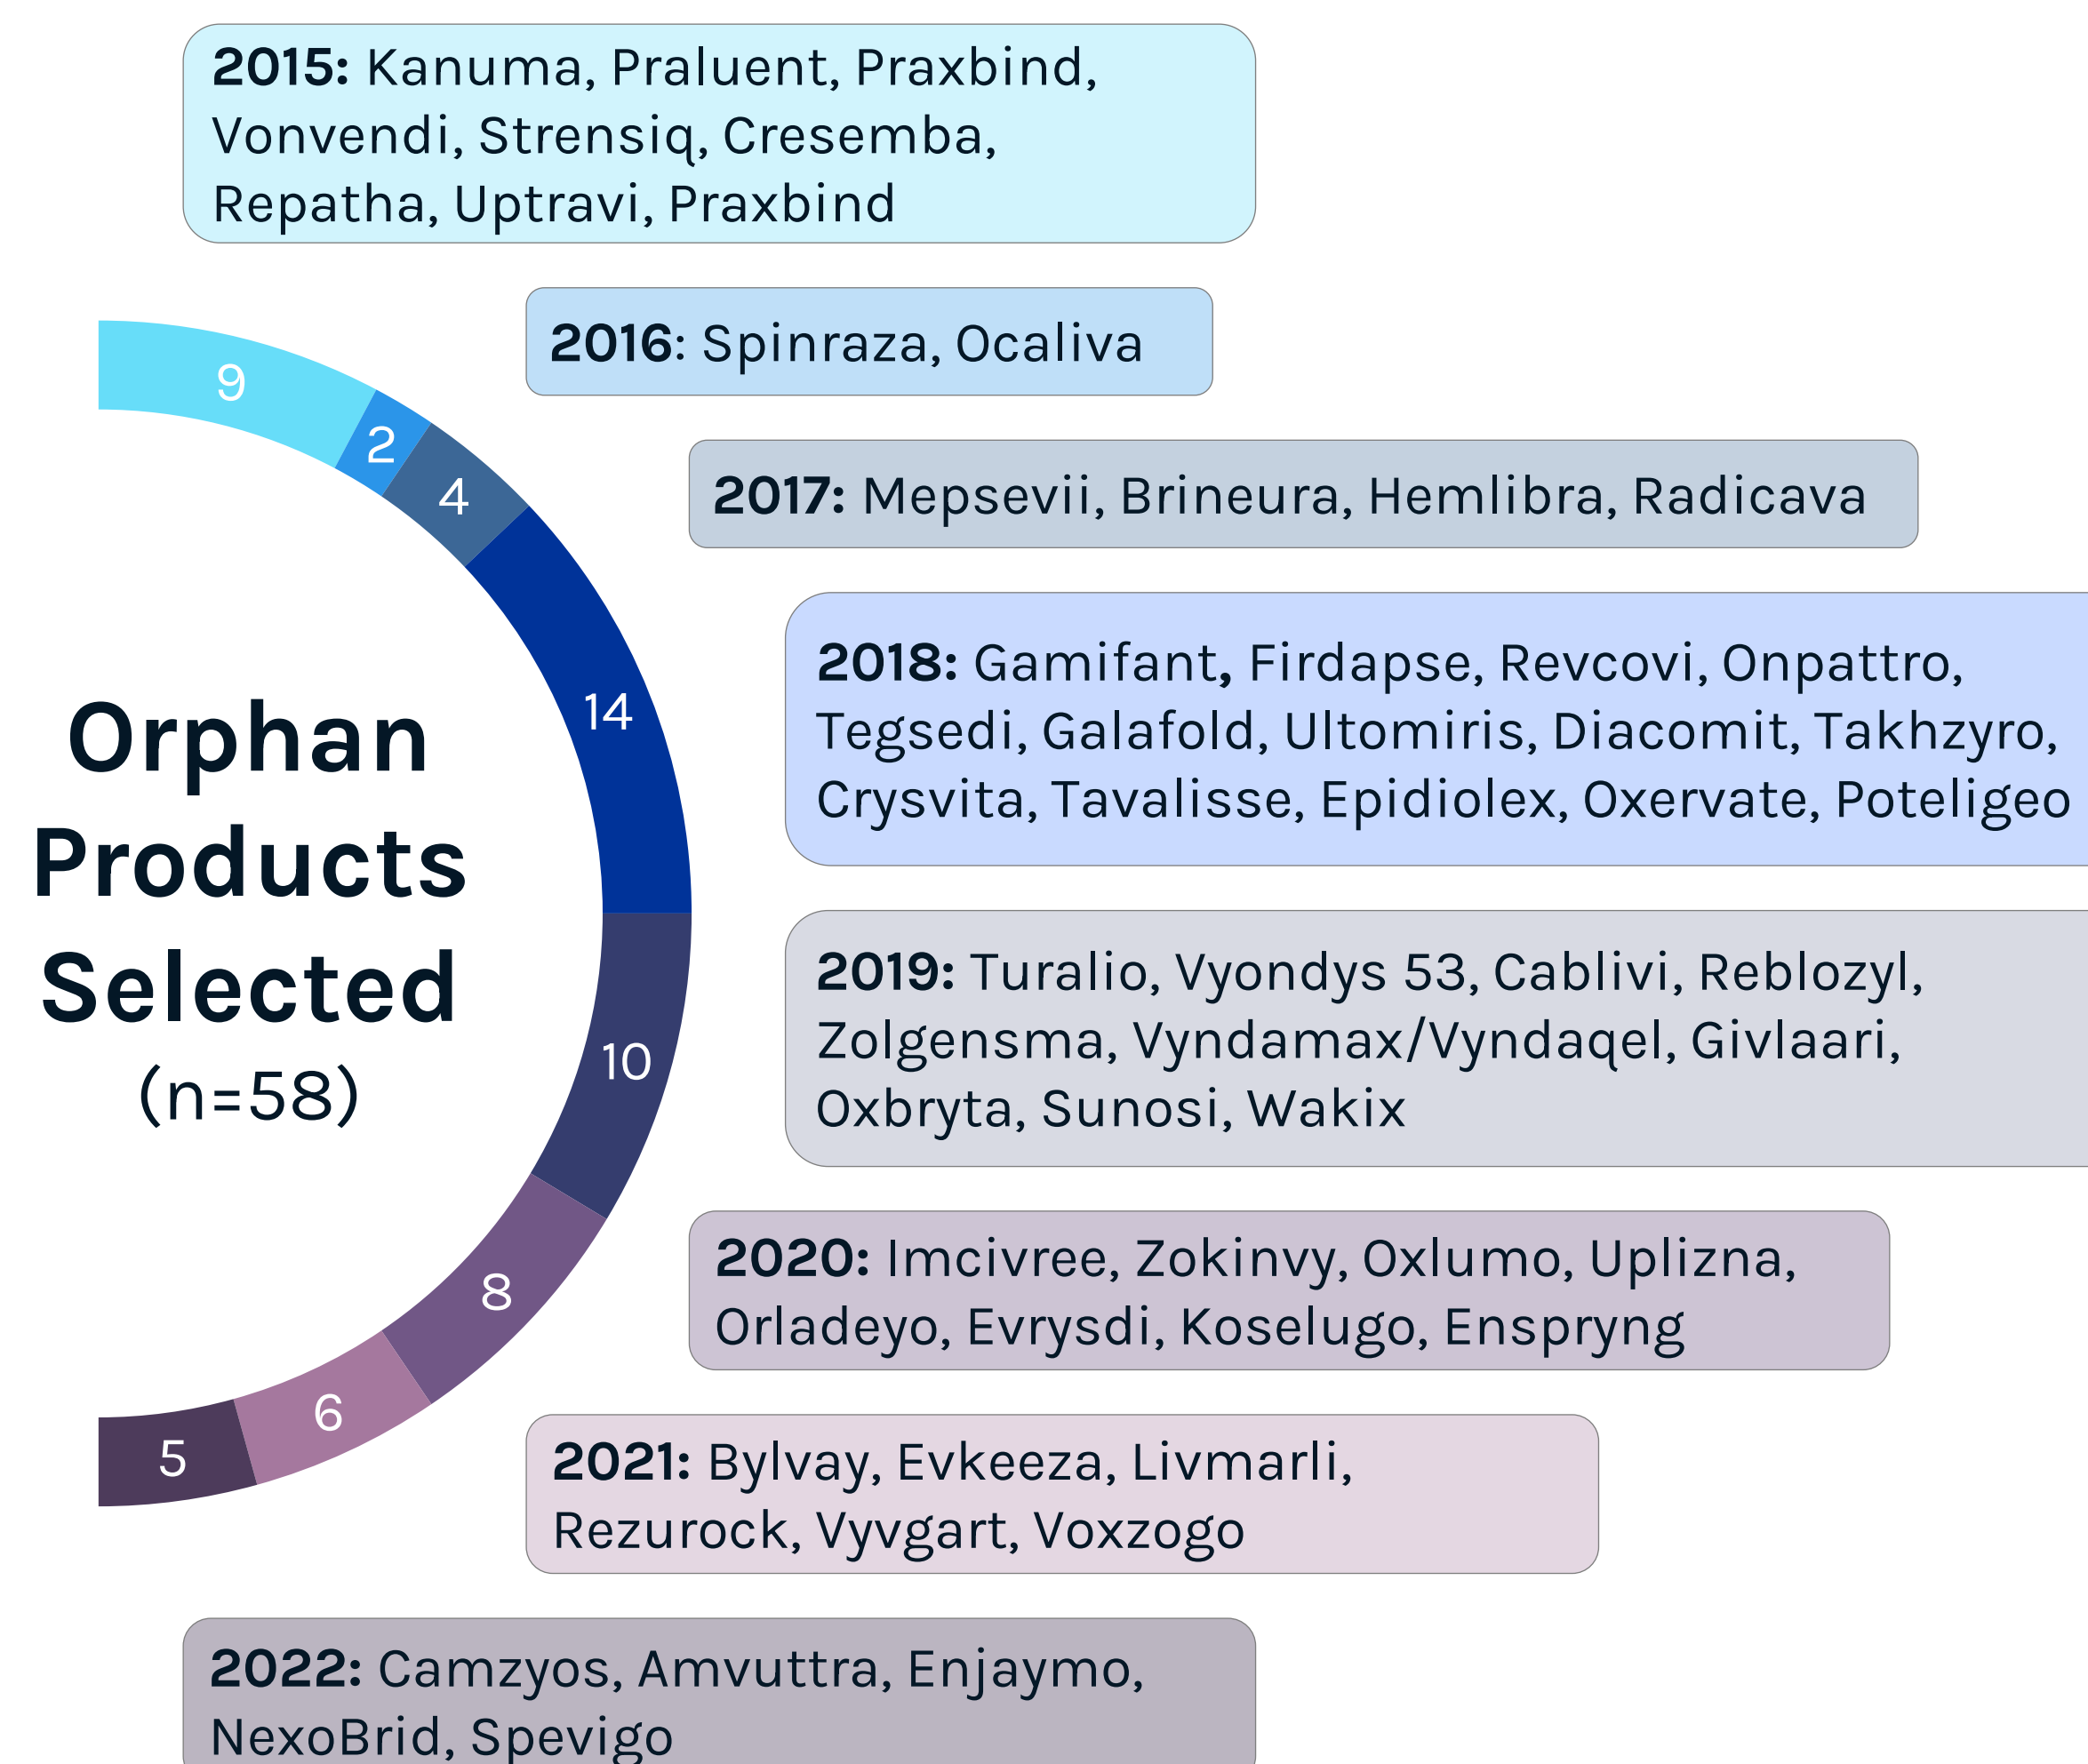 2015: Kanuma, Praluent, Praxbind,
Vonvendi, Strensiq, Cresemba,
Repatha, Uptravi, Praxbind
2016: Spinraza, Ocaliva
2017: Mepsevii, Brineura, Hemlibra, Radicava
2018: Gamifant, Firdapse, Revcovi, Onpattro,
Tegsedi, Galafold, Ultomiris, Diacomit, Takhzyro,
Crysvita, Tavalisse, Epidiolex, Oxervate, Poteligeo
2019: Turalio, Vyondys 53, Cablivi, Reblozyl,
Zolgensma, Vyndamax/Vyndaqel, Givlaari,
Oxbryta, Sunosi, Wakix
2020: Imcivree, Zokinvy, Oxlumo, Uplizna,
Orladeyo, Evrysdi, Koselugo, Enspryng
2021: Bylvay, Evkeeza, Livmarli,
Rezurock, Vyvgart, Voxzogo
2022: Camzyos, Amvuttra, Enjaymo,
NexoBrid, Spevigo
9
2
4
14
10
8
6
5
Orphan
Products
Selected
(n=58)